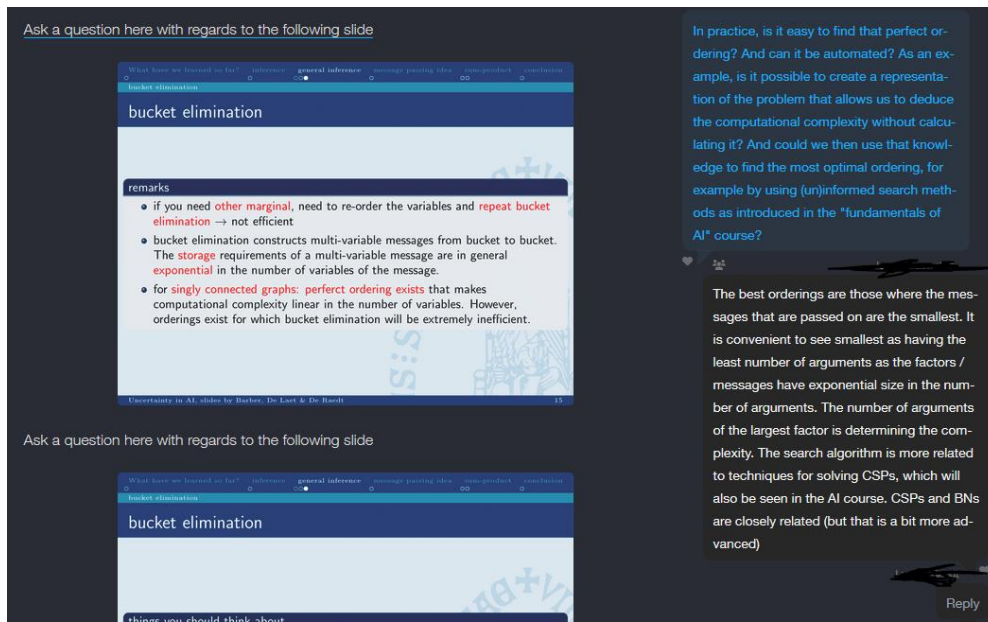 Ask a question here with regards to the following slide
What have we learned so far? inference general inference message passing idea sum-product conclusion
bucket elimination
bucket elimination
remarks
if you need other marginal, need to re-order the variables and repeat bucket
elimination → not efficient
bucket elimination constructs multi-variable messages from bucket to bucket.
The storage requirements of a multi-variable message are in general
exponential in the number of variables of the message.
for singly connected graphs: perferct ordering exists that makes
computational complexity linear in the number of variables. However,
orderings exist for which bucket elimination will be extremely inefficient.
Uncertainty in AI, slides by Barber, De Laet & De Raedt 15
Ask a question here with regards to the following slide
What have we learned so far? inference general inference message passing idea sum-product conclusion
bucket elimination
bucket elimination
things you should think about
In practice, is it easy to find that perfect or-
dering? And can it be automated? As an ex-
ample, is it possible to create a representa-
tion of the problem that allows us to deduce
the computational complexity without calcu-
lating it? And could we then use that knowl-
edge to find the most optimal ordering, for
example by using (un)informed search meth-
ods as introduced in the "fundamentals of
AI" course?
The best orderings are those where the mes-
sages that are passed on are the smallest. It
is convenient to see smallest as having the
least number of arguments as the factors /
messages have exponential size in the num-
ber of arguments. The number of arguments
of the largest factor is determining the com-
plexity. The search algorithm is more related
to techniques for solving CSPs, which will
also be seen in the AI course. CSPs and BNs
are closely related (but that is a bit more ad-
vanced)
Reply